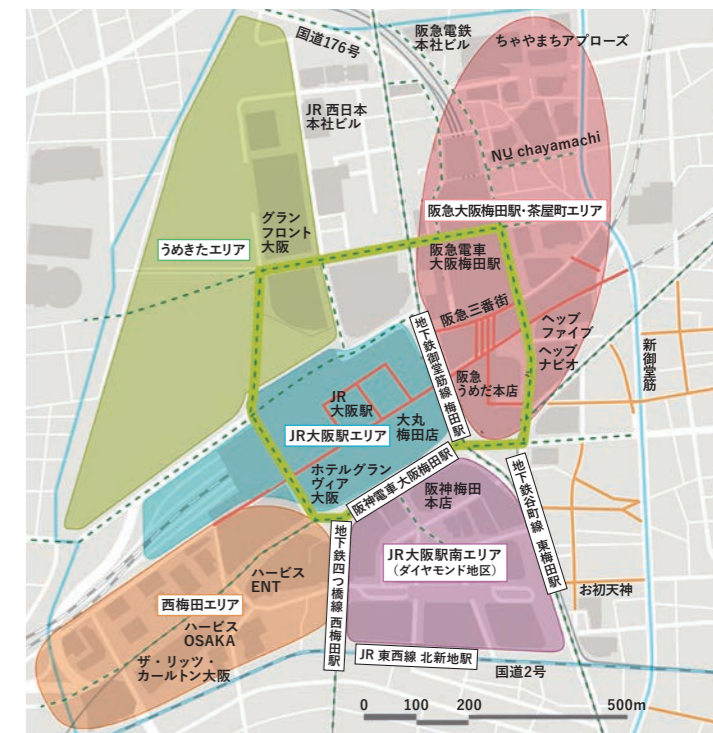 国道176号
阪急電鉄
本社ビル
ちゃやまちアプローズ
JR 西日本
本社ビル
NU chayamachi
グラン
フロント
大阪
阪急大阪梅田駅・茶屋町エリア
うめきたエリア
阪急電車
大阪梅田駅
阪急三番街
地下鉄御堂筋線 梅田駅
ヘップ
ファイブ
ヘップ
ナビオ
新御堂筋
阪急
うめだ本店
JR
大阪駅
大丸
梅田店
JR大阪駅エリア
ホテルグラン
ヴィア
大阪
阪神電車 大阪梅田駅
阪神梅田
本店
地下鉄谷町線 東梅田駅
地下鉄四つ橋線 西梅田駅
JR大阪駅南エリア
（ダイヤモンド地区）
ハービス
ENT
お初天神
西梅田エリア
ハービス
OSAKA
ザ・リッツ・
カールトン大阪
JR 東西線 北新地駅
国道2号
0 100 200 500m